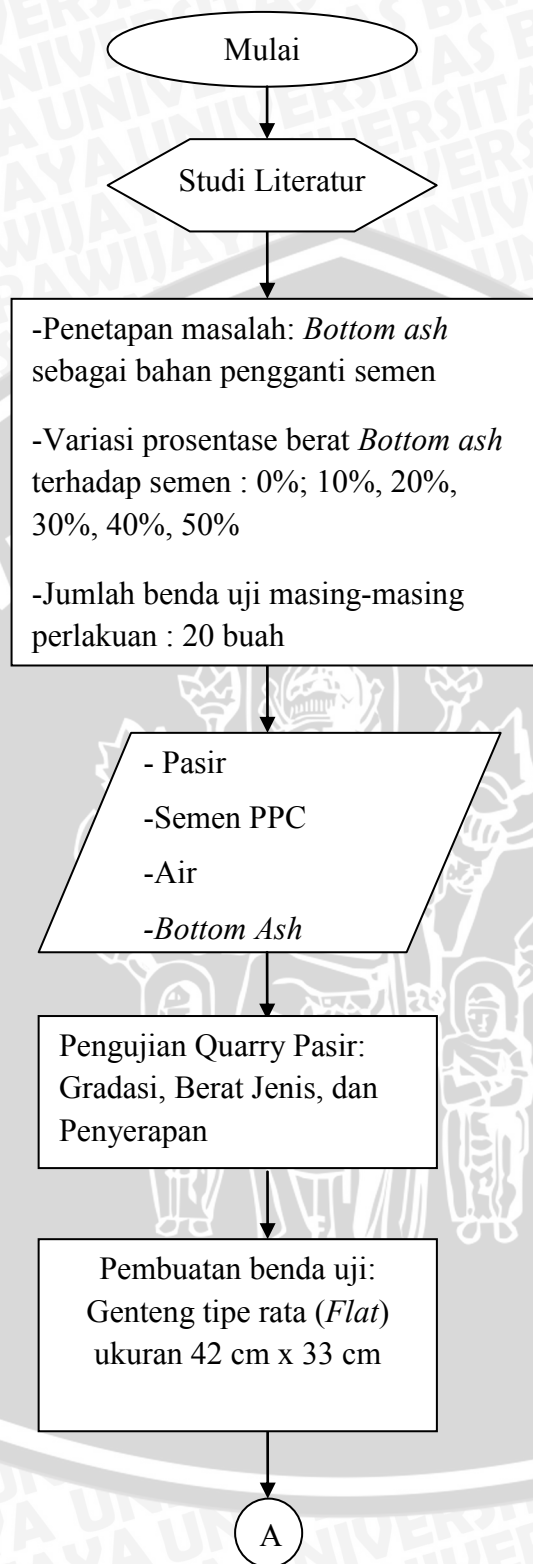 Mulai
Studi Literatur
-Penetapan masalah: Bottom ash
sebagai bahan pengganti semen
-Variasi prosentase berat Bottom ash
terhadap semen : 0%; 10%, 20%,
30%, 40%, 50%
-Jumlah benda uji masing-masing
perlakuan : 20 buah
- Pasir
-Semen PPC
-Air
-Bottom Ash
Pengujian Quarry Pasir:
Gradasi, Berat Jenis, dan
Penyerapan
Pembuatan benda uji:
Genteng tipe rata (Flat)
ukuran 42 cm x 33 cm
A